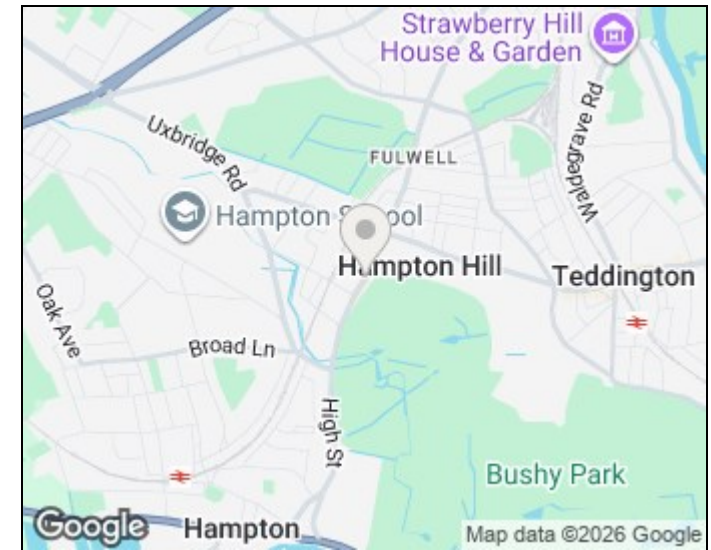 Strawberry Hill
House & Garden
Uxbridge Rd
Waldegrave Rd
FULWELL
Hampton School
Hampton Hill
Teddington
Oak Ave
Broad Ln
High St
Bushy Park
Google
Hampton
Map data ©2026 Google